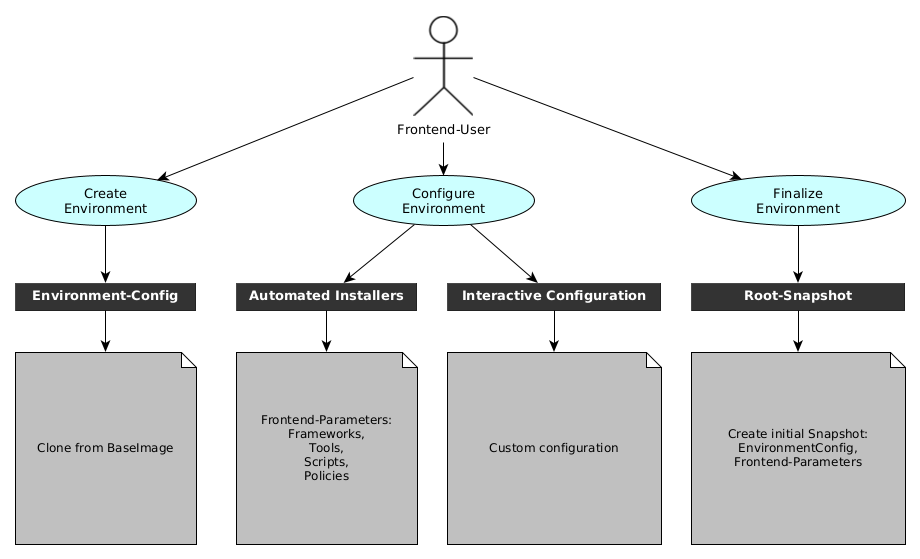 Frontend-User
Create
Environment
Configure
Environment
Finalize
Environment
Environment-Config
Automated Installers
Interactive Configuration
Root-Snapshot
Clone from BaseImage
Frontend-Parameters:
Frameworks,
Tools,
Scripts,
Policies
Custom configuration
Create initial Snapshot:
EnvironmentConfig,
Frontend-Parameters